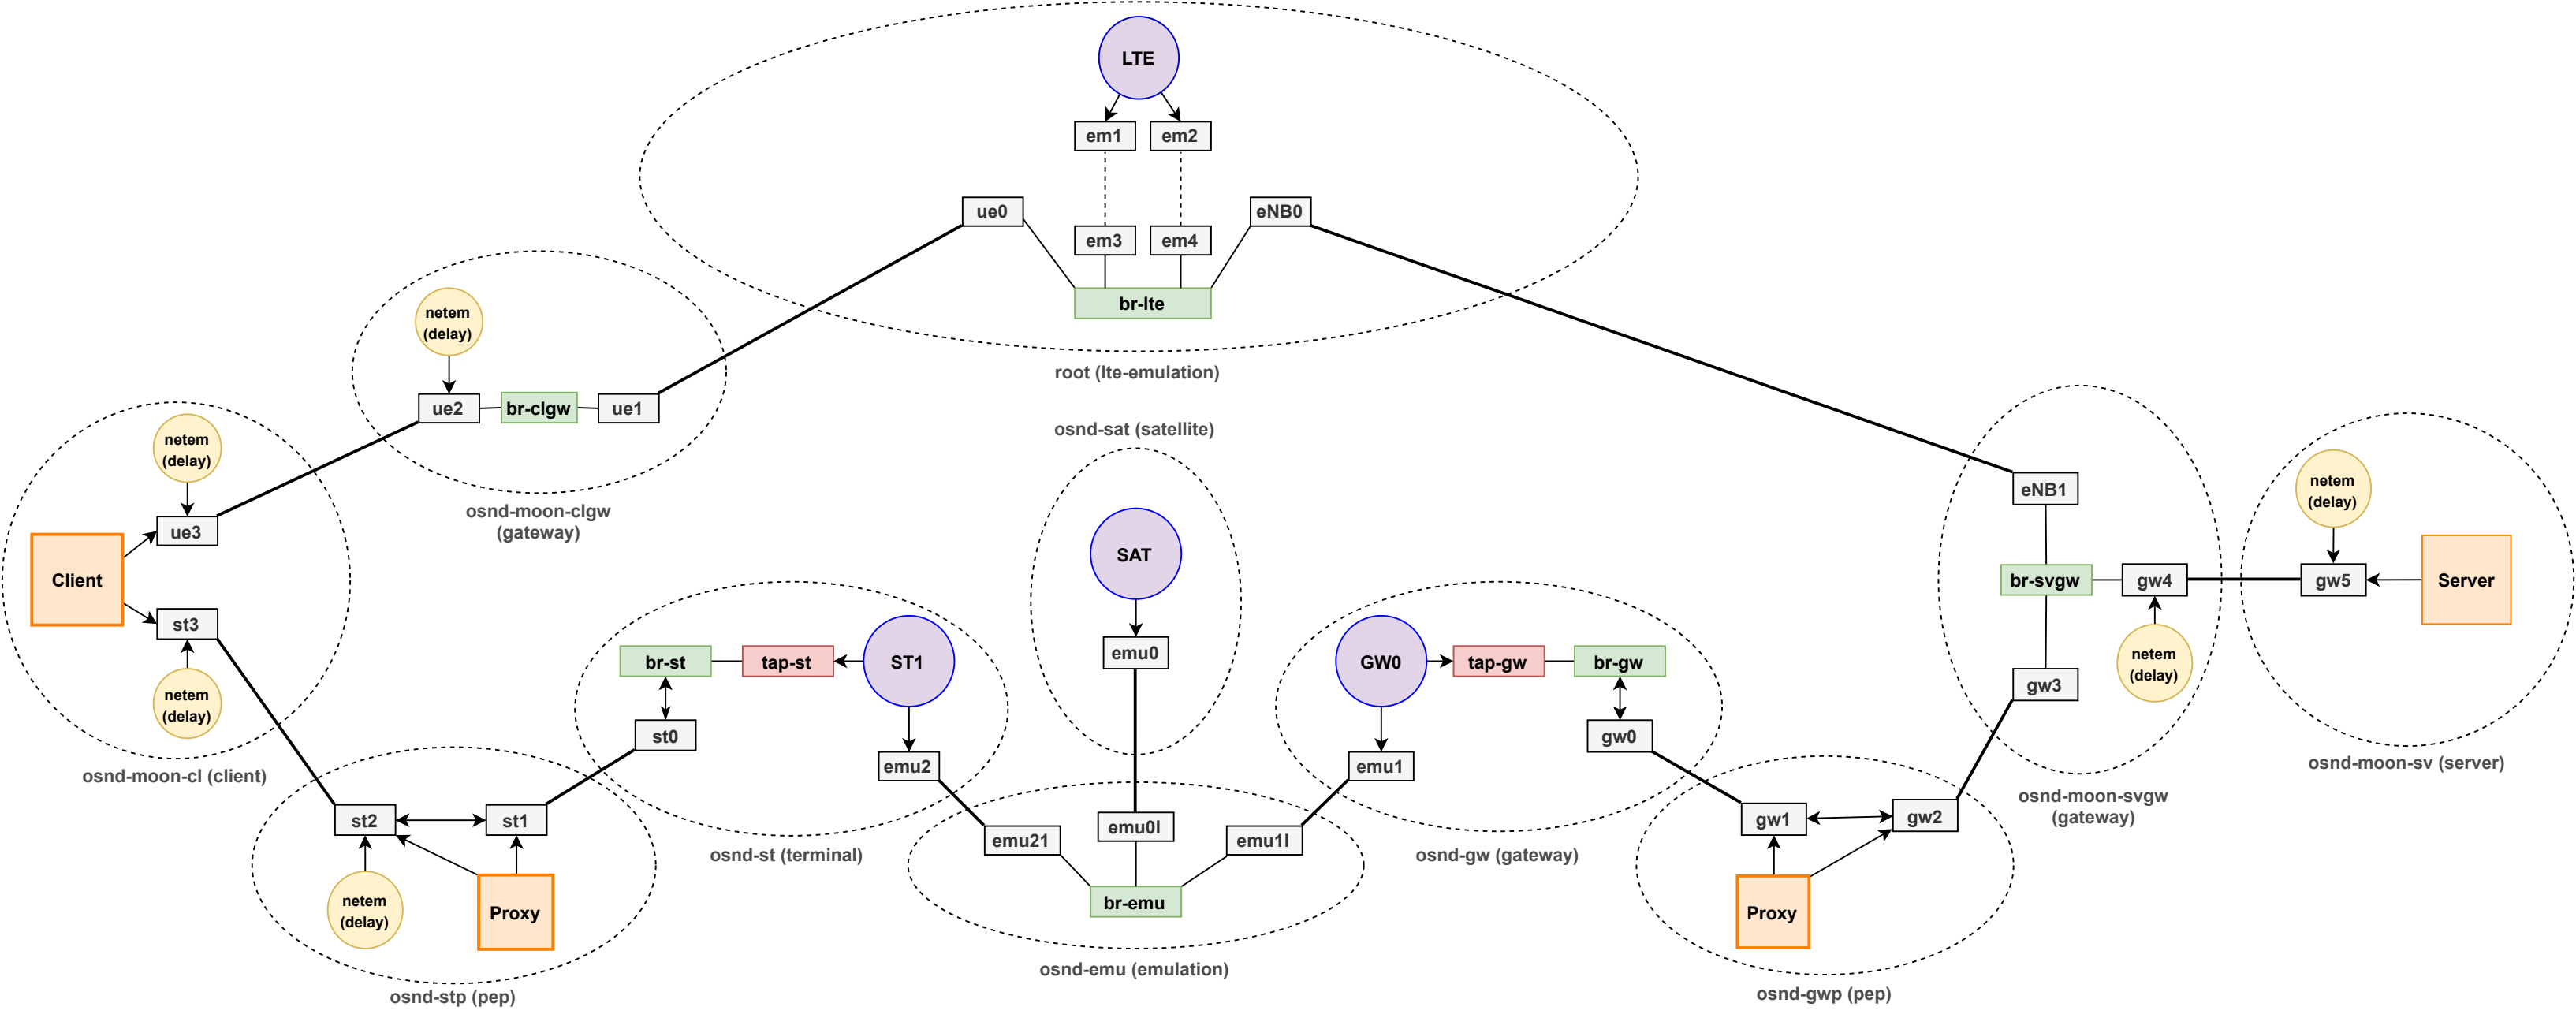 LTE
em1
em2
ue0
eNB0
em3
em4
br-lte
root (lte-emulation)
netem
(delay)
ue2
br-clgw
ue1
osnd-moon-clgw
(gateway)
netem
(delay)
ue3
Client
st3
netem
(delay)
osnd-moon-cl (client)
osnd-sat (satellite)
SAT
emu0
br-st
tap-st
ST1
st0
emu2
osnd-st (terminal)
st2
st1
netem
(delay)
Proxy
osnd-stp (pep)
emu21
emu0l
emu1l
br-emu
osnd-emu (emulation)
GW0
tap-gw
br-gw
emu1
gw0
osnd-gw (gateway)
gw1
gw2
Proxy
osnd-gwp (pep)
eNB1
br-svgw
gw4
gw3
netem
(delay)
osnd-moon-svgw
(gateway)
netem
(delay)
gw5
Server
osnd-moon-sv (server)